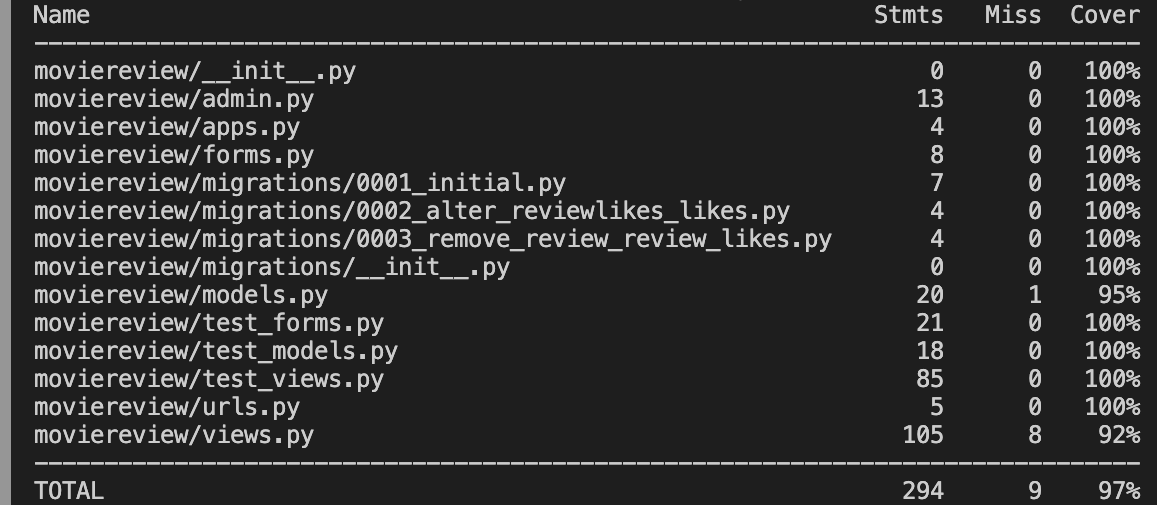 Name Stmts Miss Cover
moviereview/__init__.py 0 0 100%
moviereview/admin.py 13 0 100%
moviereview/apps.py 4 0 100%
moviereview/forms.py 8 0 100%
moviereview/migrations/0001_initial.py 7 0 100%
moviereview/migrations/0002_alter_reviewlikes_likes.py 4 0 100%
moviereview/migrations/0003_remove_review_review_likes.py 4 0 100%
moviereview/migrations/__init__.py 0 0 100%
moviereview/models.py 20 1 95%
moviereview/test_forms.py 21 0 100%
moviereview/test_models.py 18 0 100%
moviereview/test_views.py 85 0 100%
moviereview/urls.py 5 0 100%
moviereview/views.py 105 8 92%
TOTAL 294 9 97%